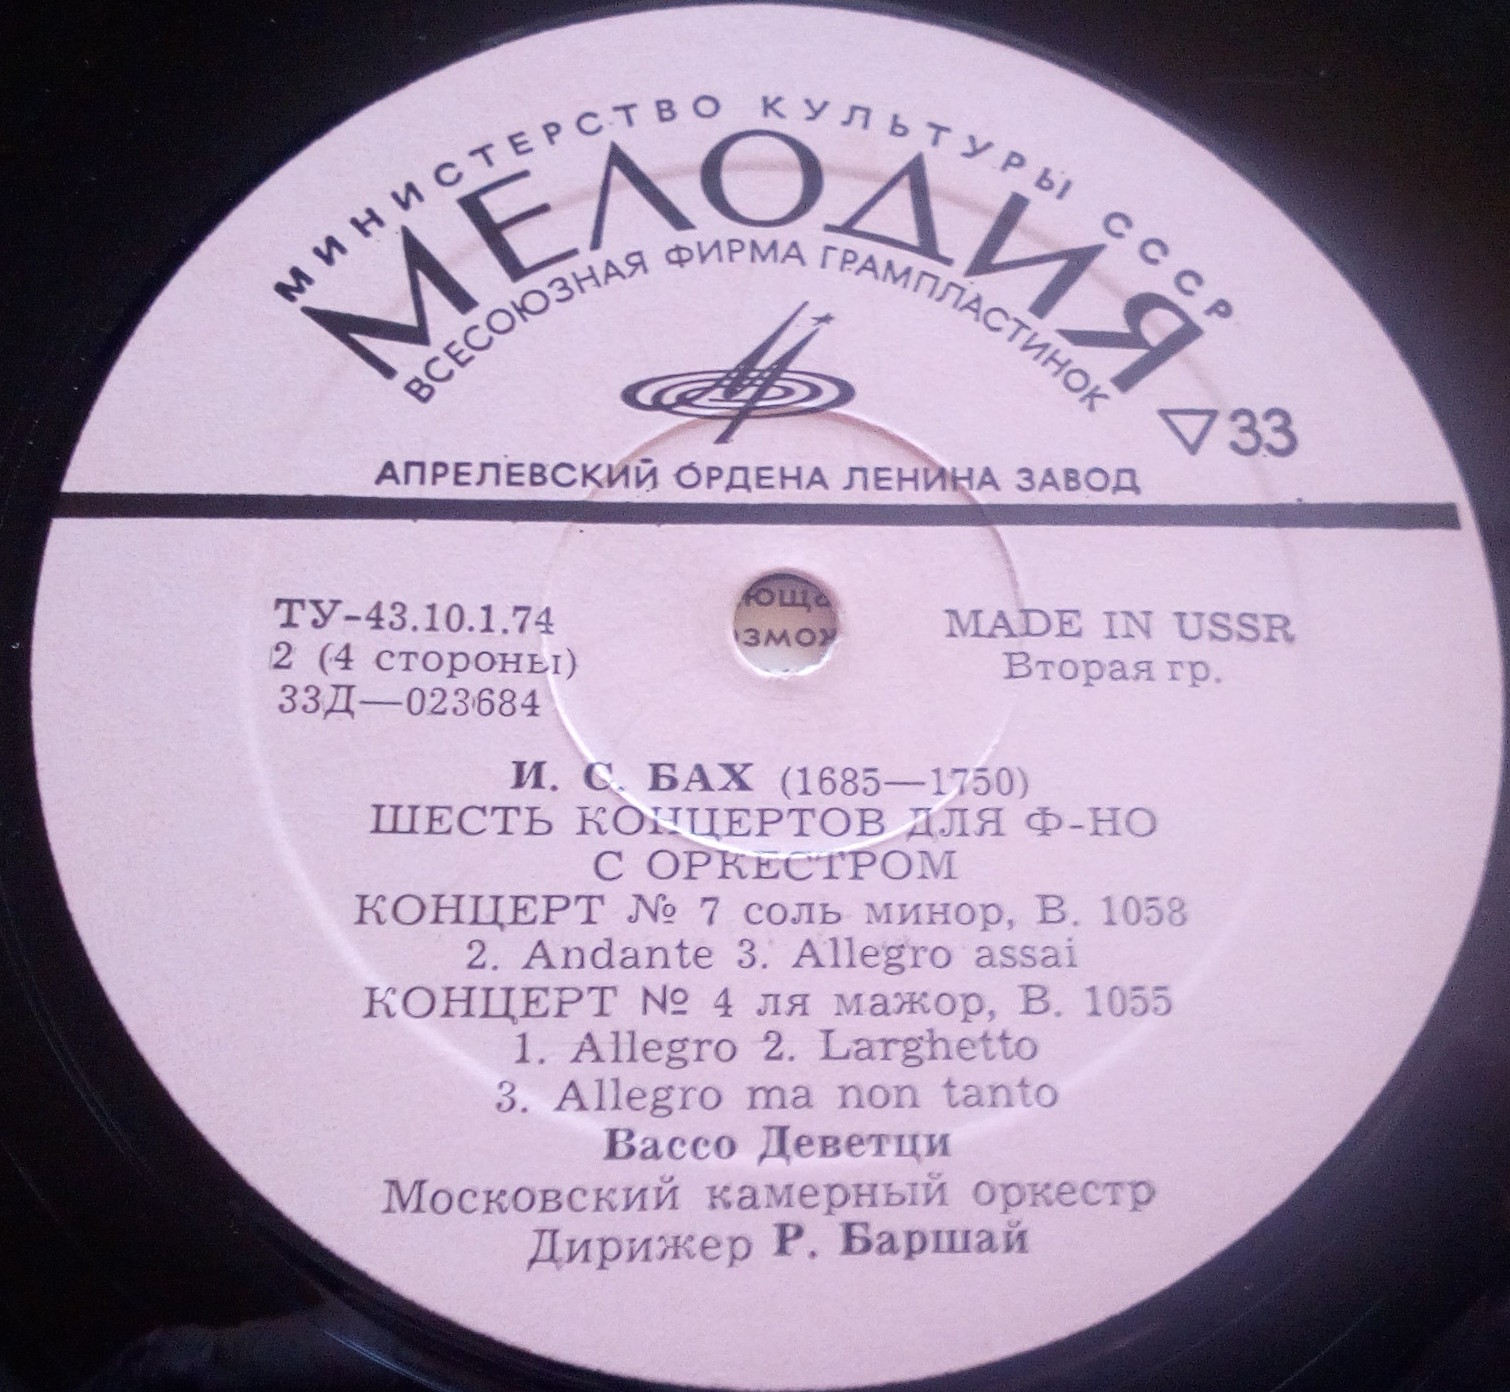 МИНИСТЕРСТВО КУЛЬТУРЫ СССР
МЕЛОДИЯ
ВСЕСОЮЗНАЯ ФИРМА ГРАМПЛАСТИНОК
33
АПРЕЛЕВСКИЙ ОРДЕНА ЛЕНИНА ЗАВОД
ТУ-43.10.1.74
MADE IN USSR
2 (4 стороны)
Вторая гр.
33Д—023684
И. С. БАХ (1685—1750)
ШЕСТЬ КОНЦЕРТОВ ДЛЯ Ф-НО
С ОРКЕСТРОМ
КОНЦЕРТ № 7 соль минор, В. 1058
2. Andante 3. Allegro assai
КОНЦЕРТ № 4 ля мажор, В. 1055
1. Allegro 2. Larghetto
3. Allegro ma non tanto
Вассо Деветци
Московский камерный оркестр
Дирижер Р. Баршай